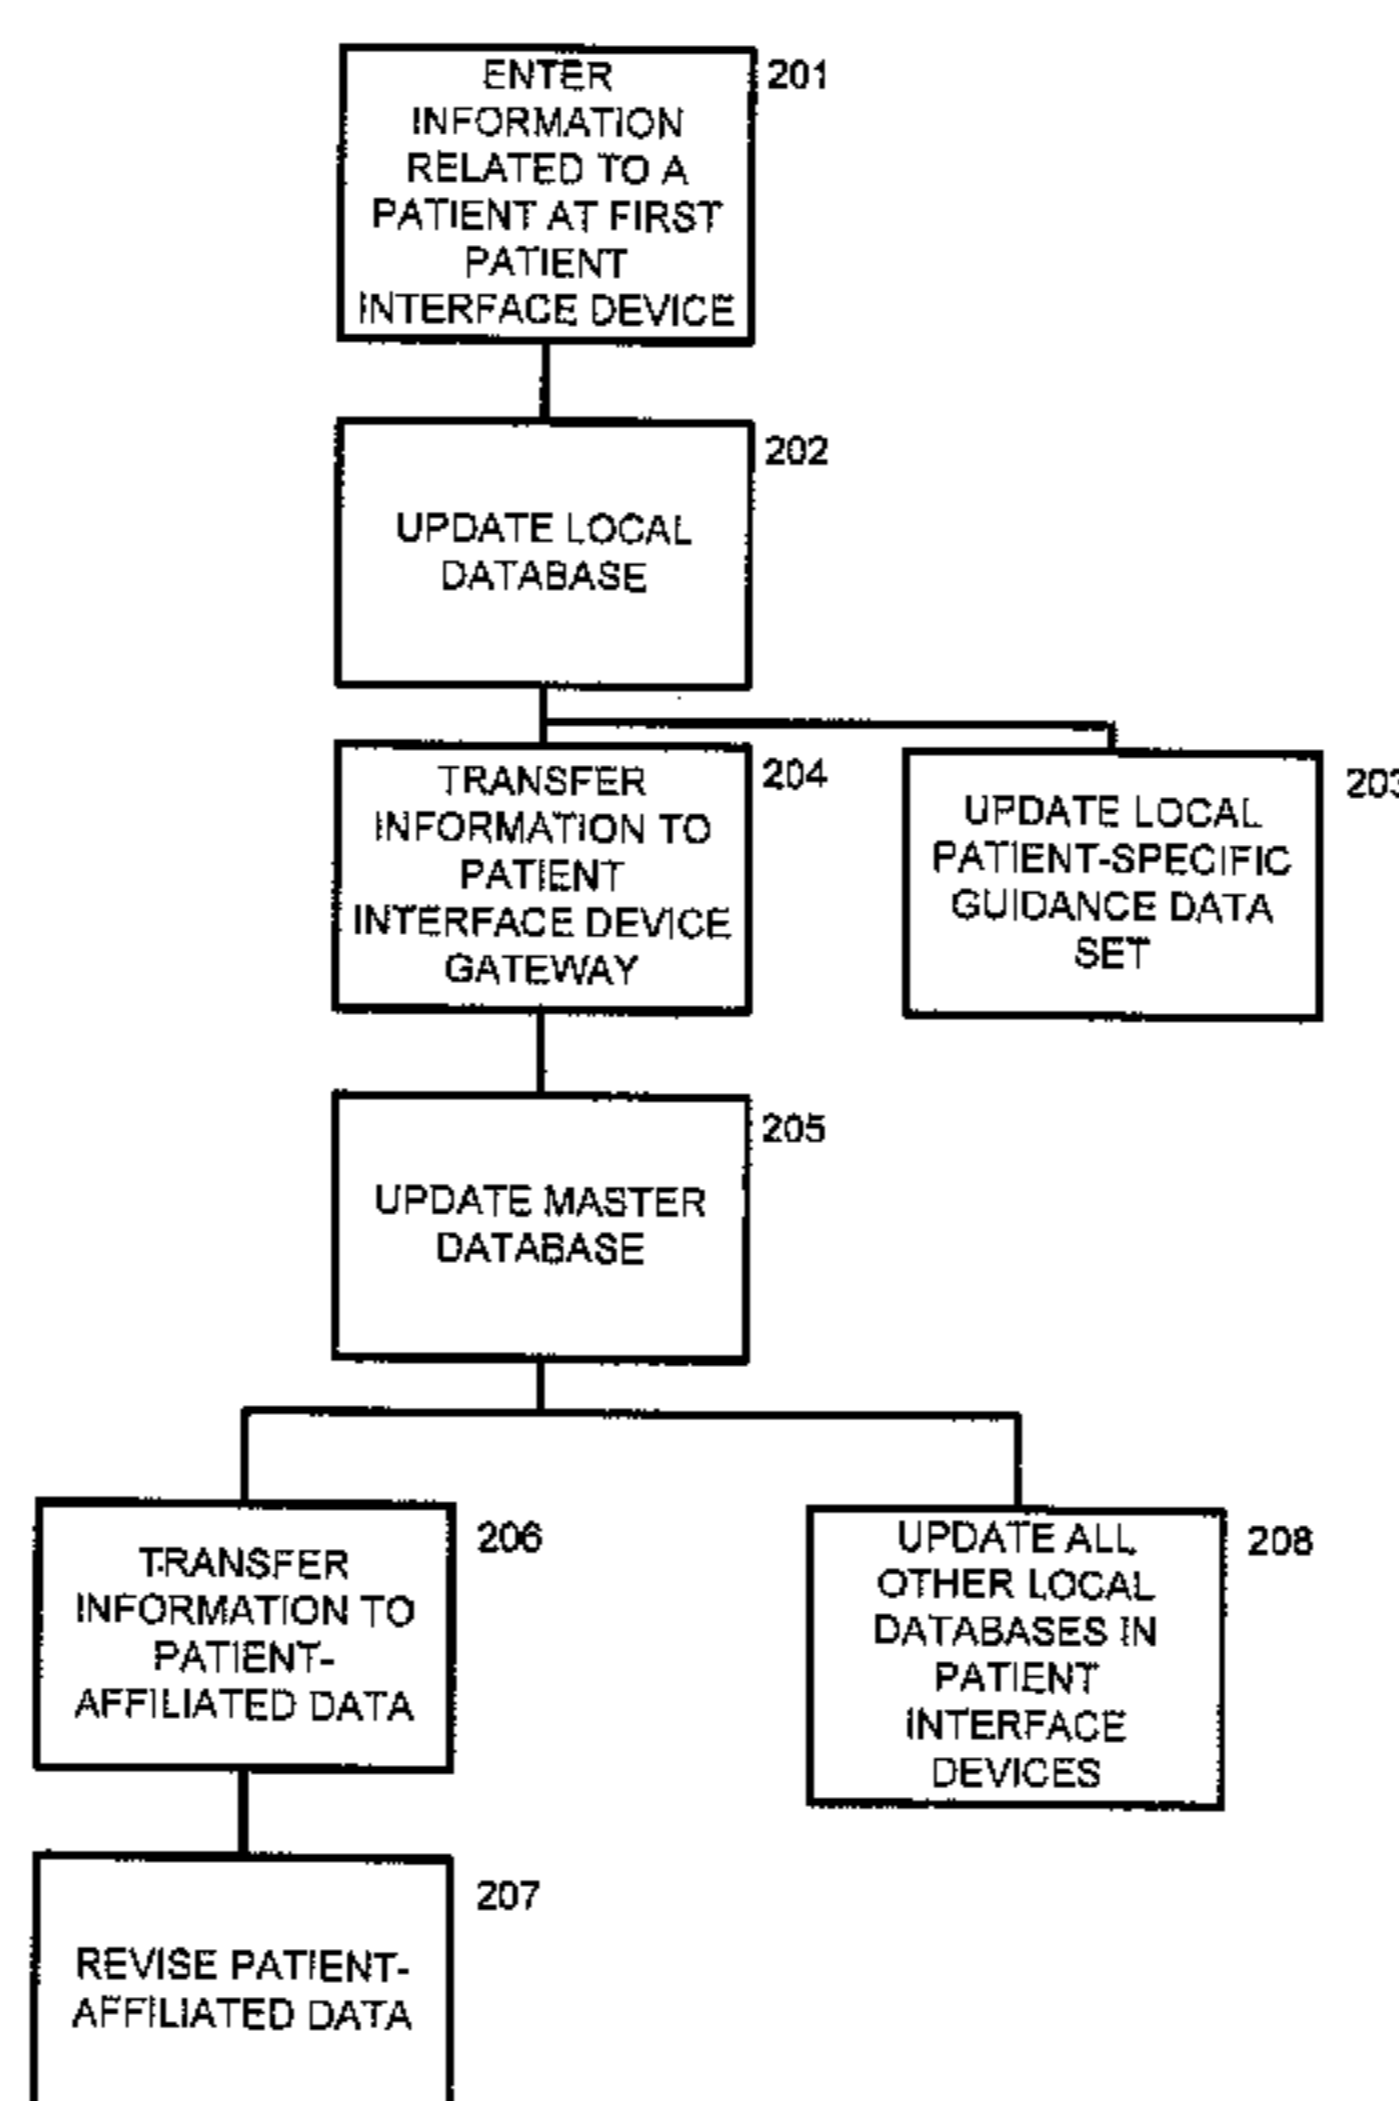 ENTER
INFORMATION
RELATED TO A
PATIENT AT FIRST
PATIENT
INTERFACE DEVICE
201
UPDATE LOCAL
DATABASE
202
TRANSFER
INFORMATION TO
PATIENT
INTERFACE DEVICE
GATEWAY
204
UPDATE LOCAL
PATIENT-SPECIFIC
GUIDANCE DATA
SET
203
UPDATE MASTER
DATABASE
205
TRANSFER
INFORMATION TO
PATIENT-
AFFILIATED DATA
206
UPDATE ALL
OTHER LOCAL
DATABASES IN
PATIENT
INTERFACE
DEVICES
208
REVISE PATIENT-
AFFILIATED DATA
207